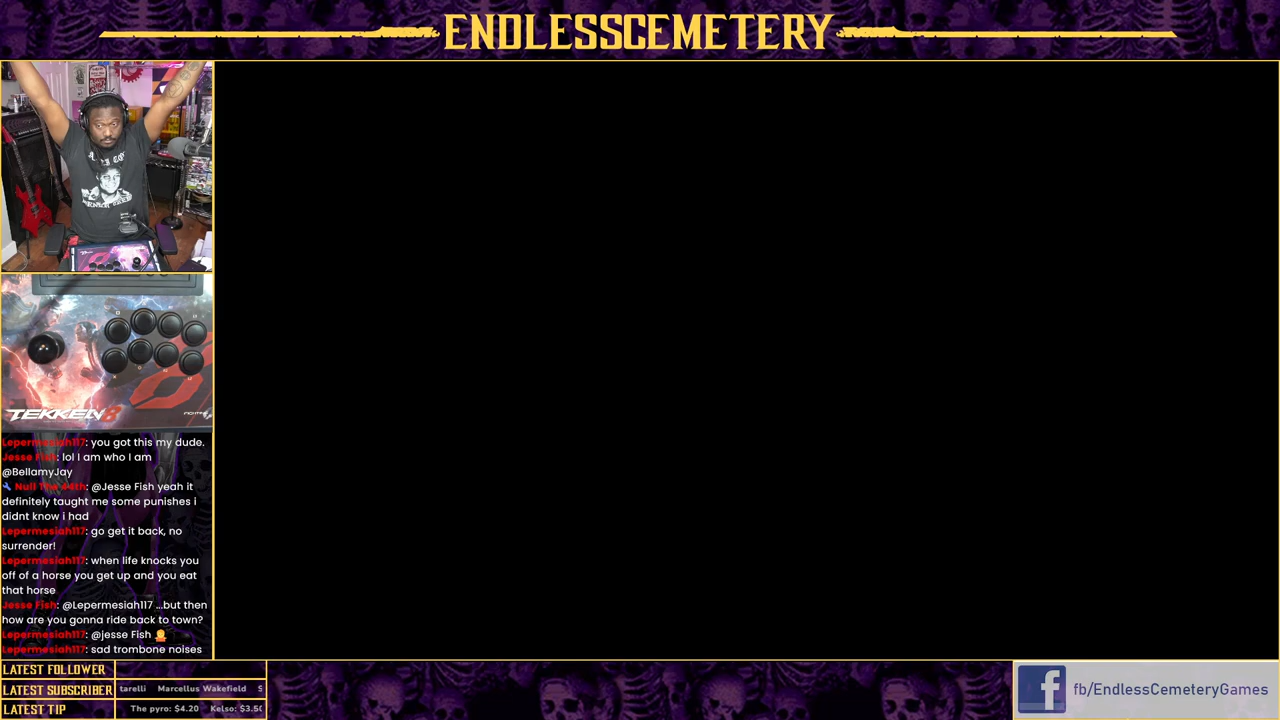 ENDLESSCEMETERY
TEKKEN 8
Lepermesiah117: you got this my dude.
Jesse Fish: lol I am who I am
@BellamyJay
@Jesse Fish yeah it
definitely taught me some punishes i
didnt know i had
Lepermesiah117: go get it back, no
surrender!
Lepermesiah117: when life knocks you
off of a horse you get up and you eat
that horse
Jesse Fish: @Lepermesiah117 ...but then
how are you gonna ride back to town?
Lepermesiah117: @jesse Fish
Lepermesiah117: sad trombone noises
LATEST FOLLOWER
LATEST SUBSCRIBER tarelli Marcellus Wakefield
LATEST TIP The pyro: $4.20 Kelso: $3.50
fb/EndlessCemeteryGames